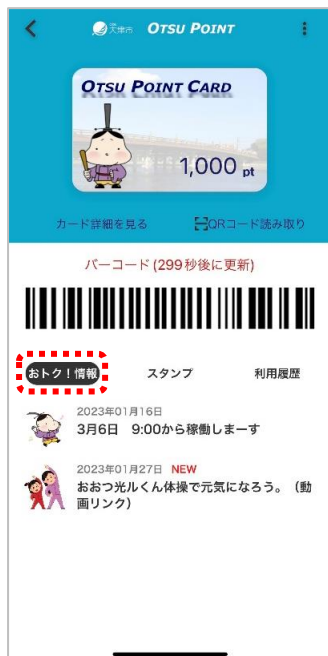 大津市 OTSU POINT
OTSU POINT CARD
1,000 pt
カード詳細を見る QRコード読み取り
バーコード (299秒後に更新)
おトク！情報 スタンプ 利用履歴
2023年01月16日
3月6日 9:00から稼働しまーす
2023年01月27日 NEW
おおつ光ルくん体操で元気になろう。（動
画リンク）